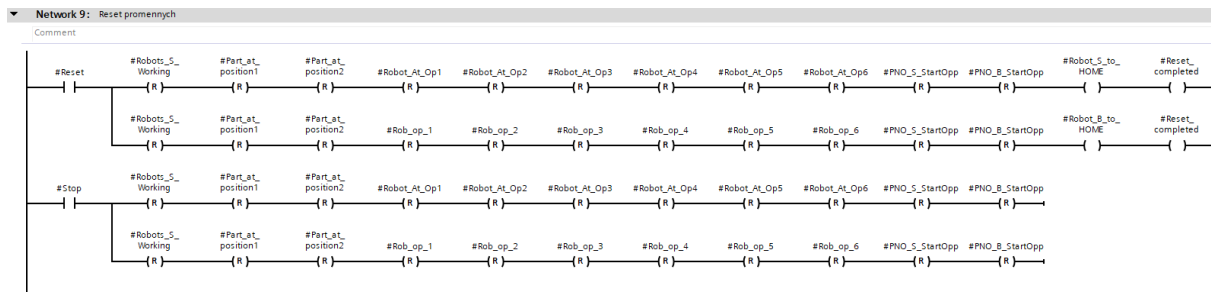 Network 9: Reset promennych
Comment
#Robots_S_ #Part_at_ #Part_at_ #Robot_S_to_ #Reset_
#Reset Working position1 position2 #Robot_At_Op1 #Robot_At_Op2 #Robot_At_Op3 #Robot_At_Op4 #Robot_At_Op5 #Robot_At_Op6 #PNO_S_StartOpp #PNO_B_StartOpp HOME completed
R R R R R R R R R R R
#Robots_S_ #Part_at_ #Part_at_ #Robot_B_to_ #Reset_
Working position1 position2 #Rob_op_1 #Rob_op_2 #Rob_op_3 #Rob_op_4 #Rob_op_5 #Rob_op_6 #PNO_S_StartOpp #PNO_B_StartOpp HOME completed
R R R R R R R R R R R
#Robots_S_ #Part_at_ #Part_at_
#Stop Working position1 position2 #Robot_At_Op1 #Robot_At_Op2 #Robot_At_Op3 #Robot_At_Op4 #Robot_At_Op5 #Robot_At_Op6 #PNO_S_StartOpp #PNO_B_StartOpp
R R R R R R R R R R R
#Robots_S_ #Part_at_ #Part_at_
Working position1 position2 #Rob_op_1 #Rob_op_2 #Rob_op_3 #Rob_op_4 #Rob_op_5 #Rob_op_6 #PNO_S_StartOpp #PNO_B_StartOpp
R R R R R R R R R R R